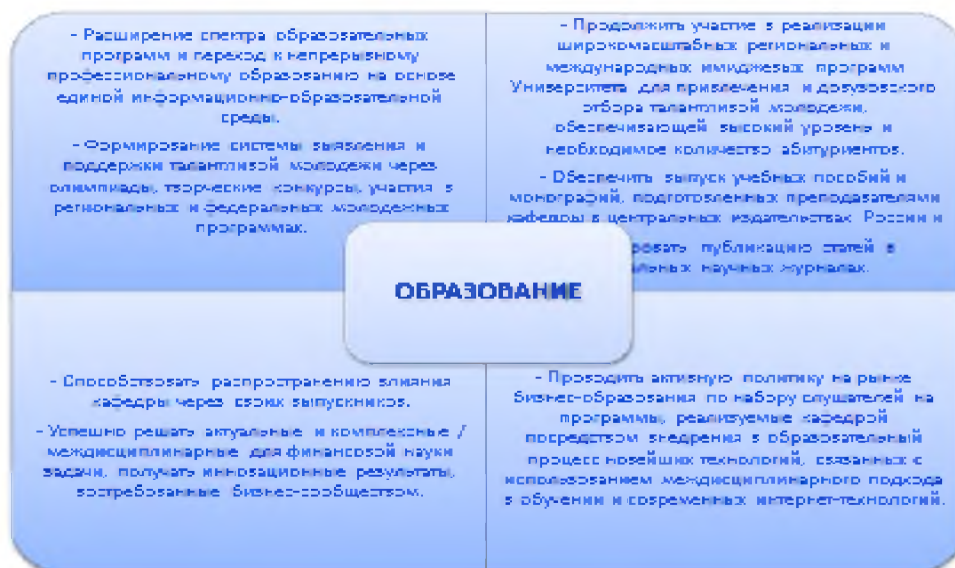 - Расширение спектра образовательных
программ и переход к непрерывному
профессиональному образованию на основе
единой информационно-образовательной
среды.
- Формирование системы выявления и
поддержки талантливой молодежи через
олимпиады, творческие конкурсы, участия в
региональных и федеральных молодежных
программах.
- Продолжить участие в реализации
широкомасштабных региональных и
международных имиджевых программ
Университета для привлечения и довузовского
отбора талантливой молодежи,
обеспечивающей высокий уровень и
необходимое количество абитуриентов.
- Обеспечить выпуск учебных пособий и
монографий, подготовленных преподавателями
кафедры в центральных издательствах России и
публикацию статей в
научных журналах.
ОБРАЗОВАНИЕ
- Способствовать распространению влияния
кафедры через своих выпускников.
- Успешно решать актуальные и комплексные /
междисциплинарные для финансовой науки
задачи, получать инновационные результаты,
востребованные бизнес-сообществом.
- Проводить активную политику на рынке
бизнес-образования по набору слушателей на
программы, реализуемые кафедрой
посредством внедрения в образовательный
процесс новейших технологий, связанных с
использованием междисциплинарного подхода
в обучении и современных интернет-технологий.